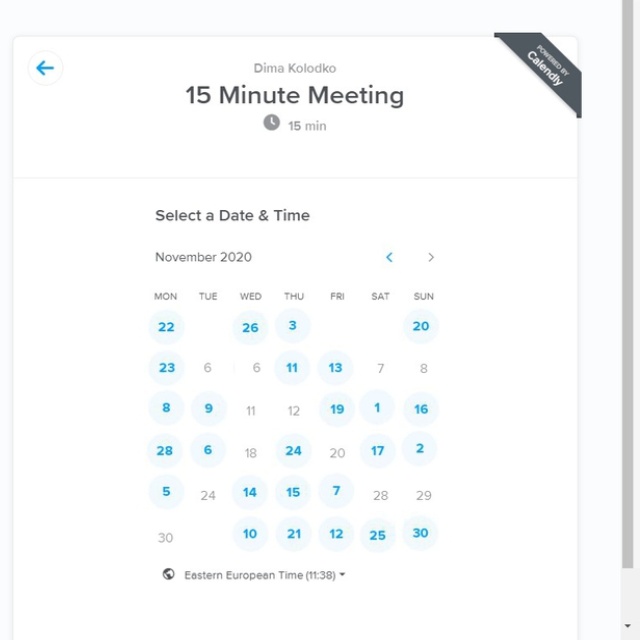 POWERED BY
Calendly
Dima Kolodko
15 Minute Meeting
15 min
Select a Date & Time
November 2020
MON TUE WED THU FRI SAT SUN
22 26 3 20
23 6 6 11 13 7 8
8 9 11 12 19 1 16
28 6 18 24 20 17 2
5 24 14 15 7 28 29
30 10 21 12 25 30
Eastern European Time (11:38)